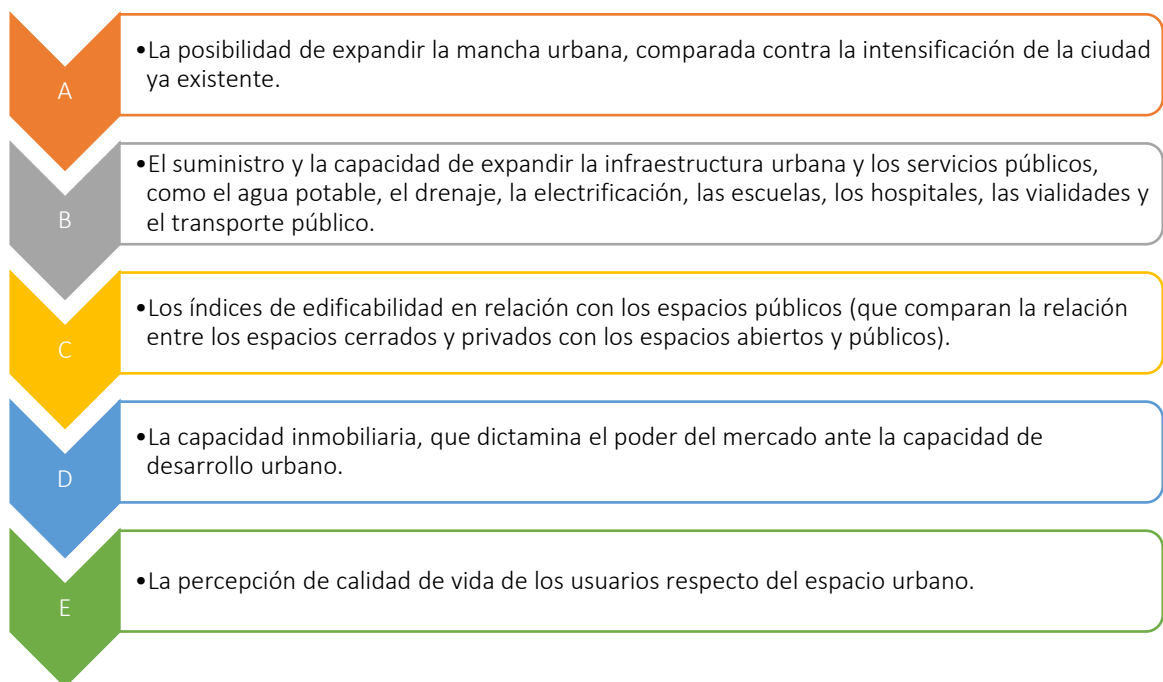 A
•La posibilidad de expandir la mancha urbana, comparada contra la intensificación de la ciudad
ya existente.
B
•El suministro y la capacidad de expandir la infraestructura urbana y los servicios públicos,
como el agua potable, el drenaje, la electrificación, las escuelas, los hospitales, las vialidades y
el transporte público.
C
•Los índices de edificabilidad en relación con los espacios públicos (que comparan la relación
entre los espacios cerrados y privados con los espacios abiertos y públicos).
D
•La capacidad inmobiliaria, que dictamina el poder del mercado ante la capacidad de
desarrollo urbano.
E
•La percepción de calidad de vida de los usuarios respecto del espacio urbano.